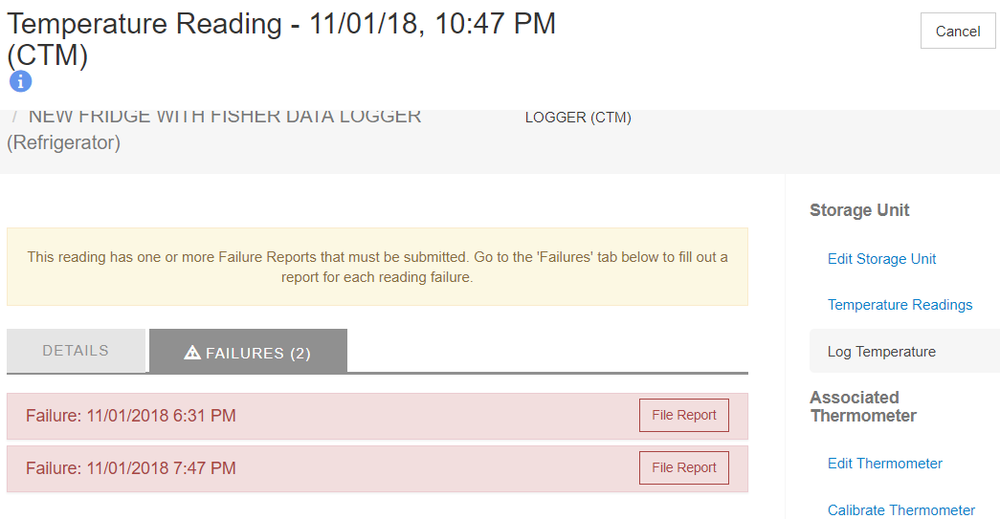 Temperature Reading - 11/01/18, 10:47 PM
(CTM)
Cancel
/ NEW FRIDGE WITH FISHER DATA LOGGER
(Refrigerator)
LOGGER (CTM)
This reading has one or more Failure Reports that must be submitted. Go to the 'Failures' tab below to fill out a
report for each reading failure.
DETAILS
FAILURES (2)
Failure: 11/01/2018 6:31 PM
File Report
Failure: 11/01/2018 7:47 PM
File Report
Storage Unit
Edit Storage Unit
Temperature Readings
Log Temperature
Associated
Thermometer
Edit Thermometer
Calibrate Thermometer